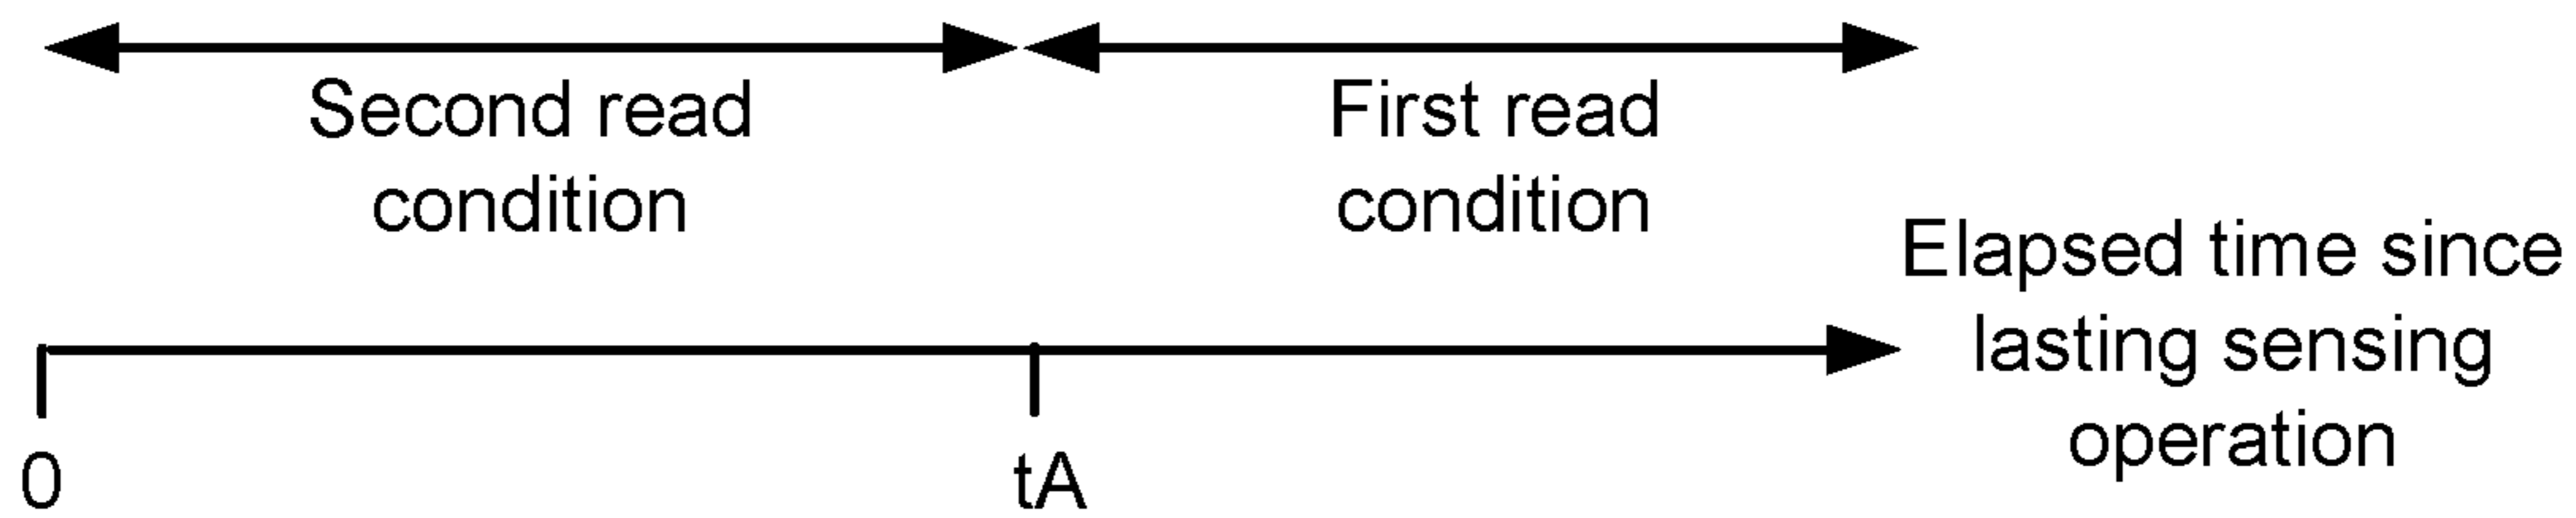 Second read
condition
First read
condition
Elapsed time since
lasting sensing
operation
0
tA